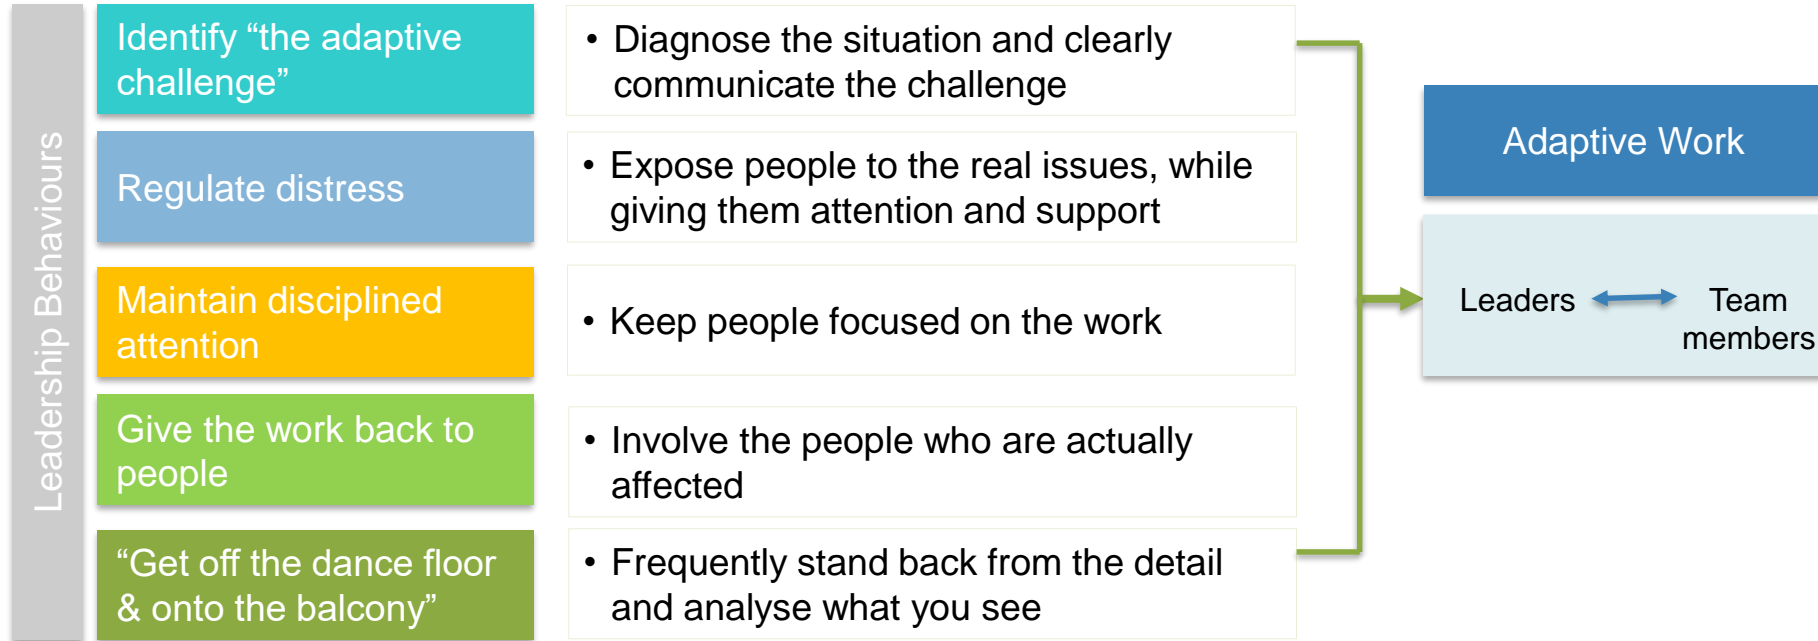 Leadership Behaviours
Identify “the adaptive
challenge”
• Diagnose the situation and clearly
communicate the challenge
Regulate distress
• Expose people to the real issues, while
giving them attention and support
Maintain disciplined
attention
• Keep people focused on the work
Give the work back to
people
• Involve the people who are actually
affected
“Get off the dance floor
& onto the balcony”
• Frequently stand back from the detail
and analyse what you see
Adaptive Work
Leaders
Team
members